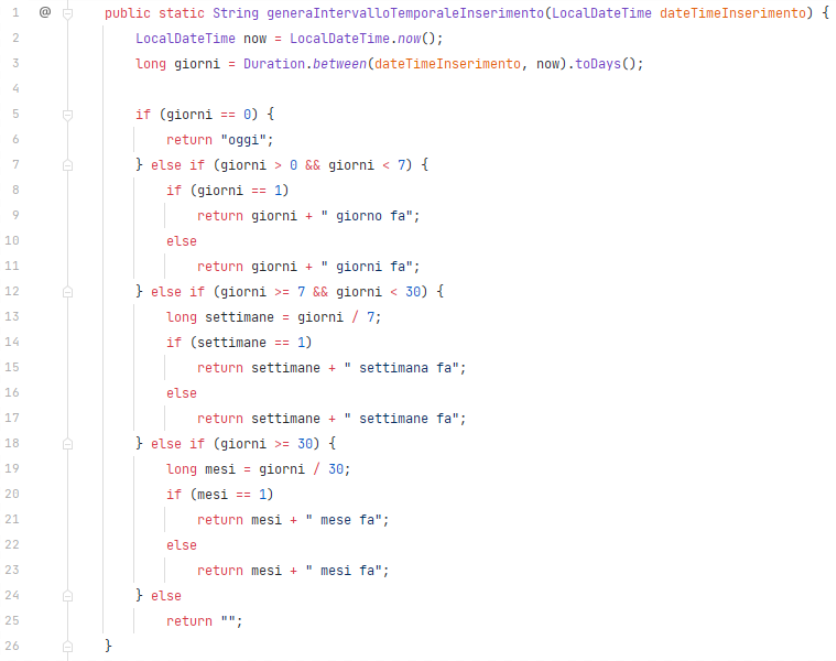 1 @ public static String generaIntervalloTemporaleInserimento(LocalDateTime dateTimeInserimento) {
2 LocalDateTime now = LocalDateTime.now();
3 long giorni = Duration.between(dateTimeInserimento, now).toDays();
4
5 if (giorni == 0) {
6 return "oggi";
7 } else if (giorni > 0 && giorni < 7) {
8 if (giorni == 1)
9 return giorni + " giorno fa";
10 else
11 return giorni + " giorni fa";
12 } else if (giorni >= 7 && giorni < 30) {
13 long settimane = giorni / 7;
14 if (settimane == 1)
15 return settimane + " settimana fa";
16 else
17 return settimane + " settimane fa";
18 } else if (giorni >= 30) {
19 long mesi = giorni / 30;
20 if (mesi == 1)
21 return mesi + " mese fa";
22 else
23 return mesi + " mesi fa";
24 } else
25 return "";
26 }